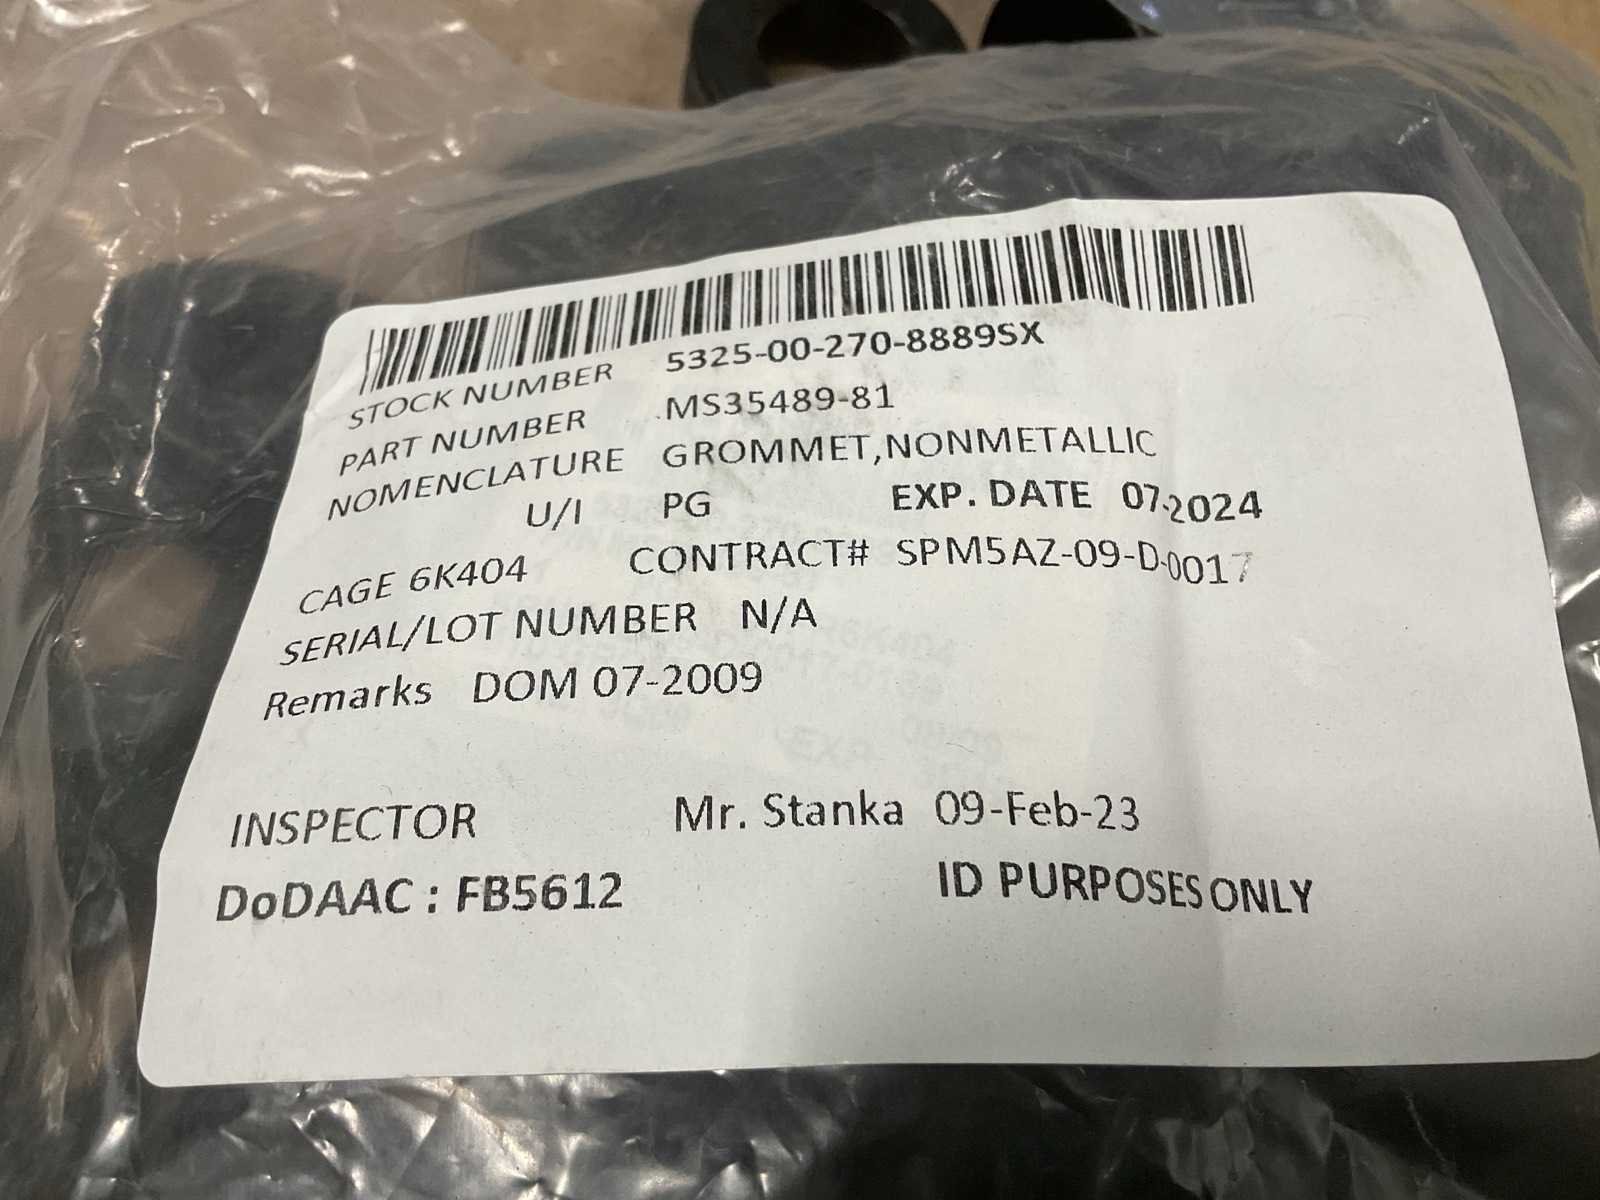 STOCK NUMBER 5325-00-270-8889SX
PART NUMBER MS35489-81
NOMENCLATURE GROMMET,NONMETALLIC
U/I PG EXP. DATE 07-2024
CAGE 6K404 CONTRACT# SPM5AZ-09-D-0017
SERIAL/LOT NUMBER N/A
Remarks DOM 07-2009
INSPECTOR Mr. Stanka 09-Feb-23
DoDAAC : FB5612 ID PURPOSES ONLY